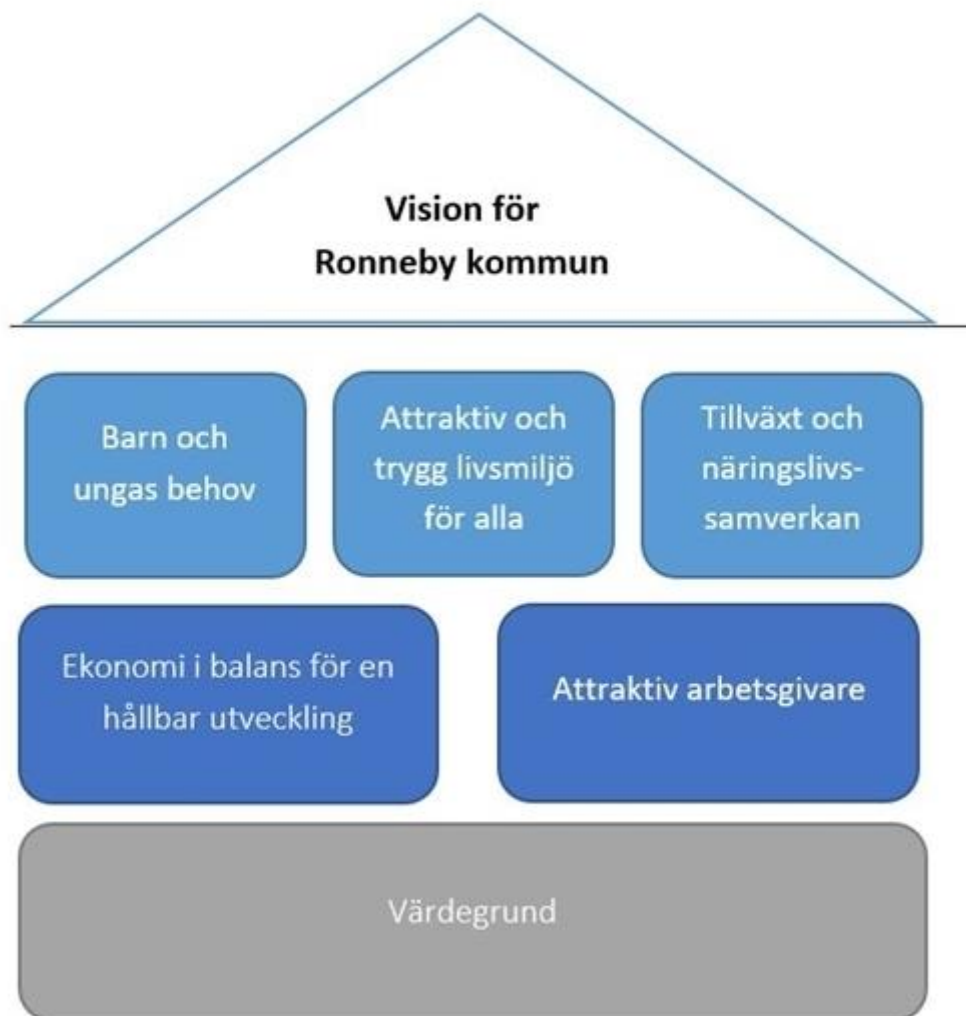 Vision för
Ronneby kommun
Barn och
ungas behov
Attraktiv och
trygg livsmiljö
för alla
Tillväxt och
näringslivs-
samverkan
Ekonomi i balans för en
hållbar utveckling
Attraktiv arbetsgivare
Värdegrund